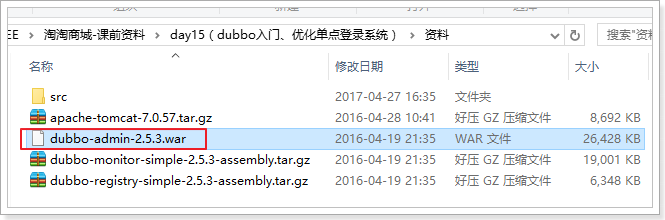 EE › 淘淘商城-课前资料 › day15（dubbo入门、优化单点登录系统） › 资料 搜索"资料
名称 修改日期 类型 大小
src 2017-04-27 16:35 文件夹
apache-tomcat-7.0.57.tar.gz 2016-04-28 10:41 好压 GZ 压缩文件 8,692 KB
dubbo-admin-2.5.3.war 2016-04-19 21:35 WAR 文件 26,428 KB
dubbo-monitor-simple-2.5.3-assembly.tar.gz 2016-04-19 21:35 好压 GZ 压缩文件 19,001 KB
dubbo-registry-simple-2.5.3-assembly.tar.gz 2016-04-19 21:35 好压 GZ 压缩文件 6,348 KB